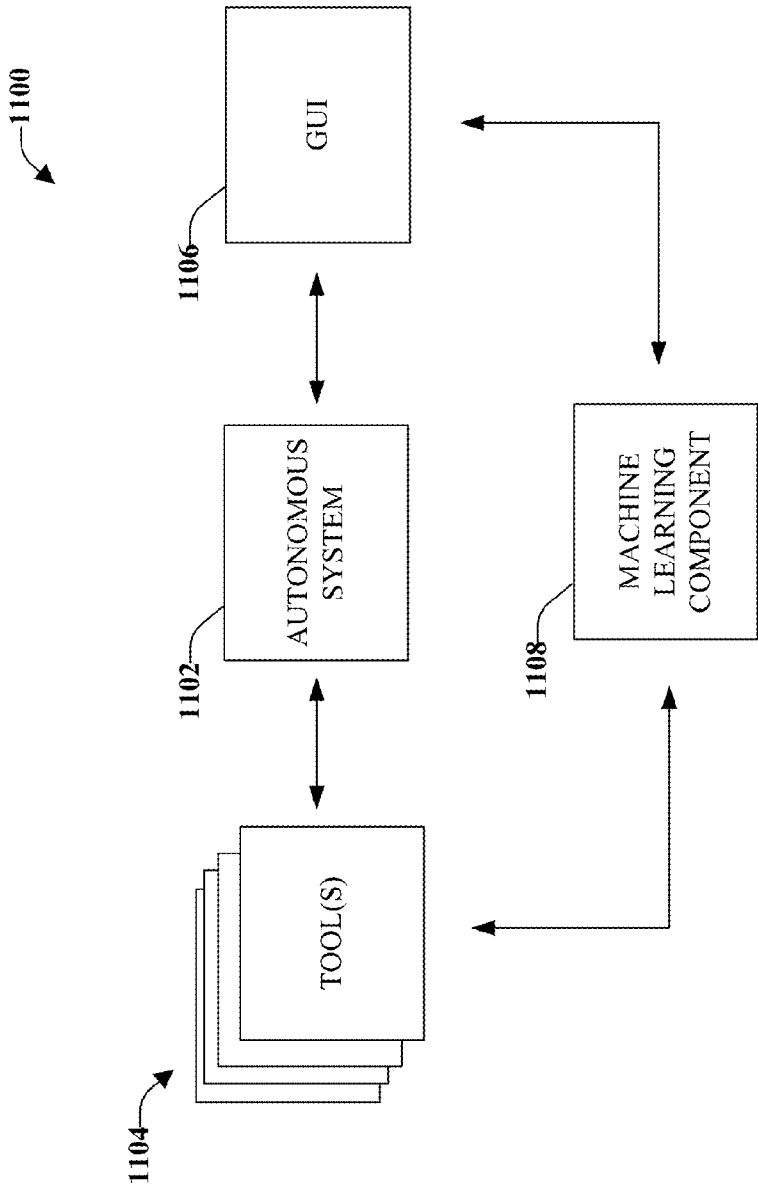 1100
1104
1102
1106
TOOL(S)
AUTONOMOUS
SYSTEM
GUI
1108
MACHINE
LEARNING
COMPONENT